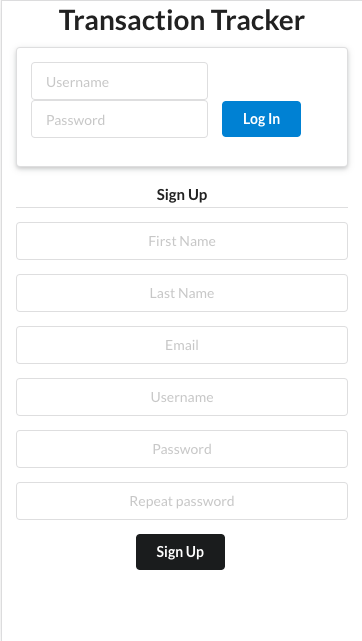 Transaction Tracker
Username
Password
Log In
Sign Up
First Name
Last Name
Email
Username
Password
Repeat password
Sign Up